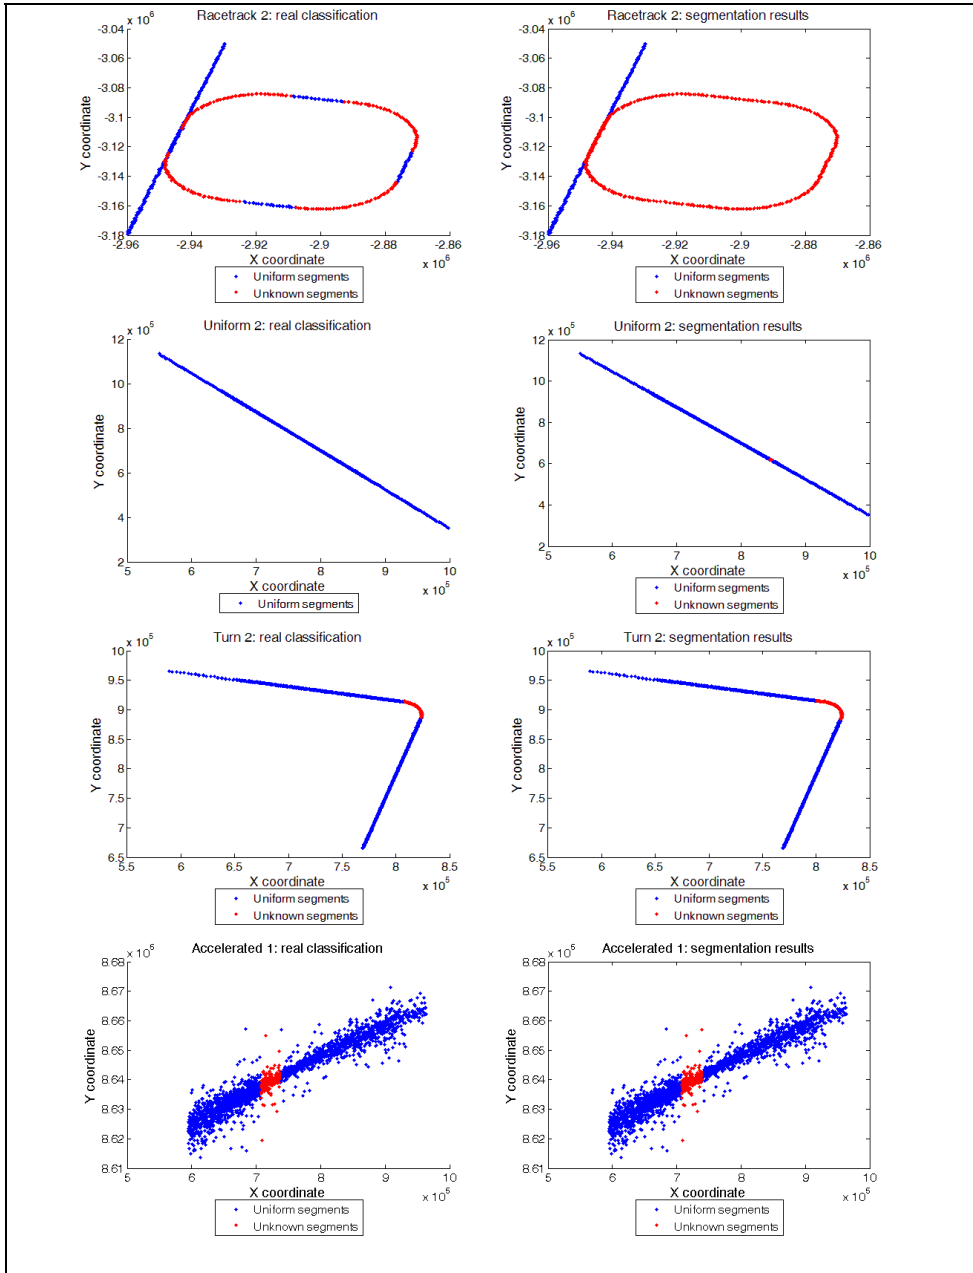 Racetrack 2: real classification
x 10^6
-3.04
-3.06
-3.08
-3.1
-3.12
-3.14
-3.16
-3.18
Y coordinate
-2.96 -2.94 -2.92 -2.9 -2.88 -2.86
X coordinate
x 10^6
Uniform segments
Unknown segments
Racetrack 2: segmentation results
x 10^6
-3.04
-3.06
-3.08
-3.1
-3.12
-3.14
-3.16
-3.18
Y coordinate
-2.96 -2.94 -2.92 -2.9 -2.88 -2.86
X coordinate
x 10^6
Uniform segments
Unknown segments
Uniform 2: real classification
x 10^5
12
10
8
6
4
2
Y coordinate
5 6 7 8 9 10
X coordinate
x 10^5
Uniform segments
Uniform 2: segmentation results
x 10^5
12
10
8
6
4
2
Y coordinate
5 6 7 8 9 10
X coordinate
x 10^5
Uniform segments
Unknown segments
Turn 2: real classification
x 10^5
10
9.5
9
8.5
8
7.5
7
6.5
Y coordinate
5.5 6 6.5 7 7.5 8 8.5
X coordinate
x 10^5
Uniform segments
Unknown segments
Turn 2: segmentation results
x 10^5
10
9.5
9
8.5
8
7.5
7
6.5
Y coordinate
5.5 6 6.5 7 7.5 8 8.5
X coordinate
x 10^5
Uniform segments
Unknown segments
Accelerated 1: real classification
x 10^6
8.68
8.67
8.66
8.65
8.64
8.63
8.62
8.61
Y coordinate
5 6 7 8 9 10
X coordinate
x 10^5
Uniform segments
Unknown segments
Accelerated 1: segmentation results
x 10^6
8.68
8.67
8.66
8.65
8.64
8.63
8.62
8.61
Y coordinate
5 6 7 8 9 10
X coordinate
x 10^5
Uniform segments
Unknown segments